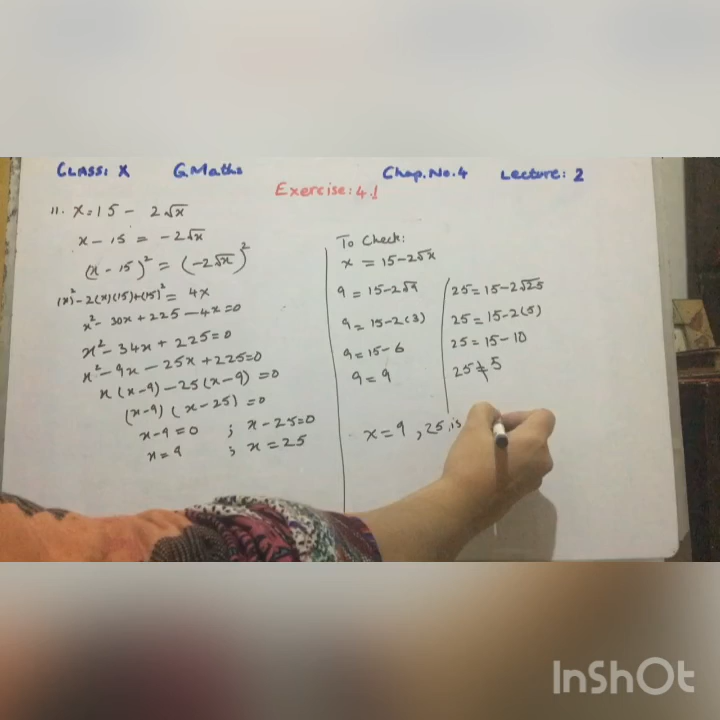 CLASS: X G.Maths Chap.No.4 Lecture: 2
Exercise: 4.1
11. x=15 - 2√x
x - 15 = -2√x
(x - 15)² = (-2√x)²
(x)² - 2(x)(15)+(15)² = 4x
x² - 30x + 225 - 4x=0
x² - 34x + 225=0
x² - 9x - 25x + 225=0
x(x-9) - 25(x-9) = 0
(x-9)(x-25) = 0
x-9=0 ; x-25=0
x=9 ; x=25
To Check:
x = 15-2√x
9 = 15-2√9
9 = 15-2(3)
9 = 15-6
9 = 9
25 = 15-2√25
25 = 15-2(5)
25 = 15-10
25 ≠ 5
x = 9 , 25, is
InShOt